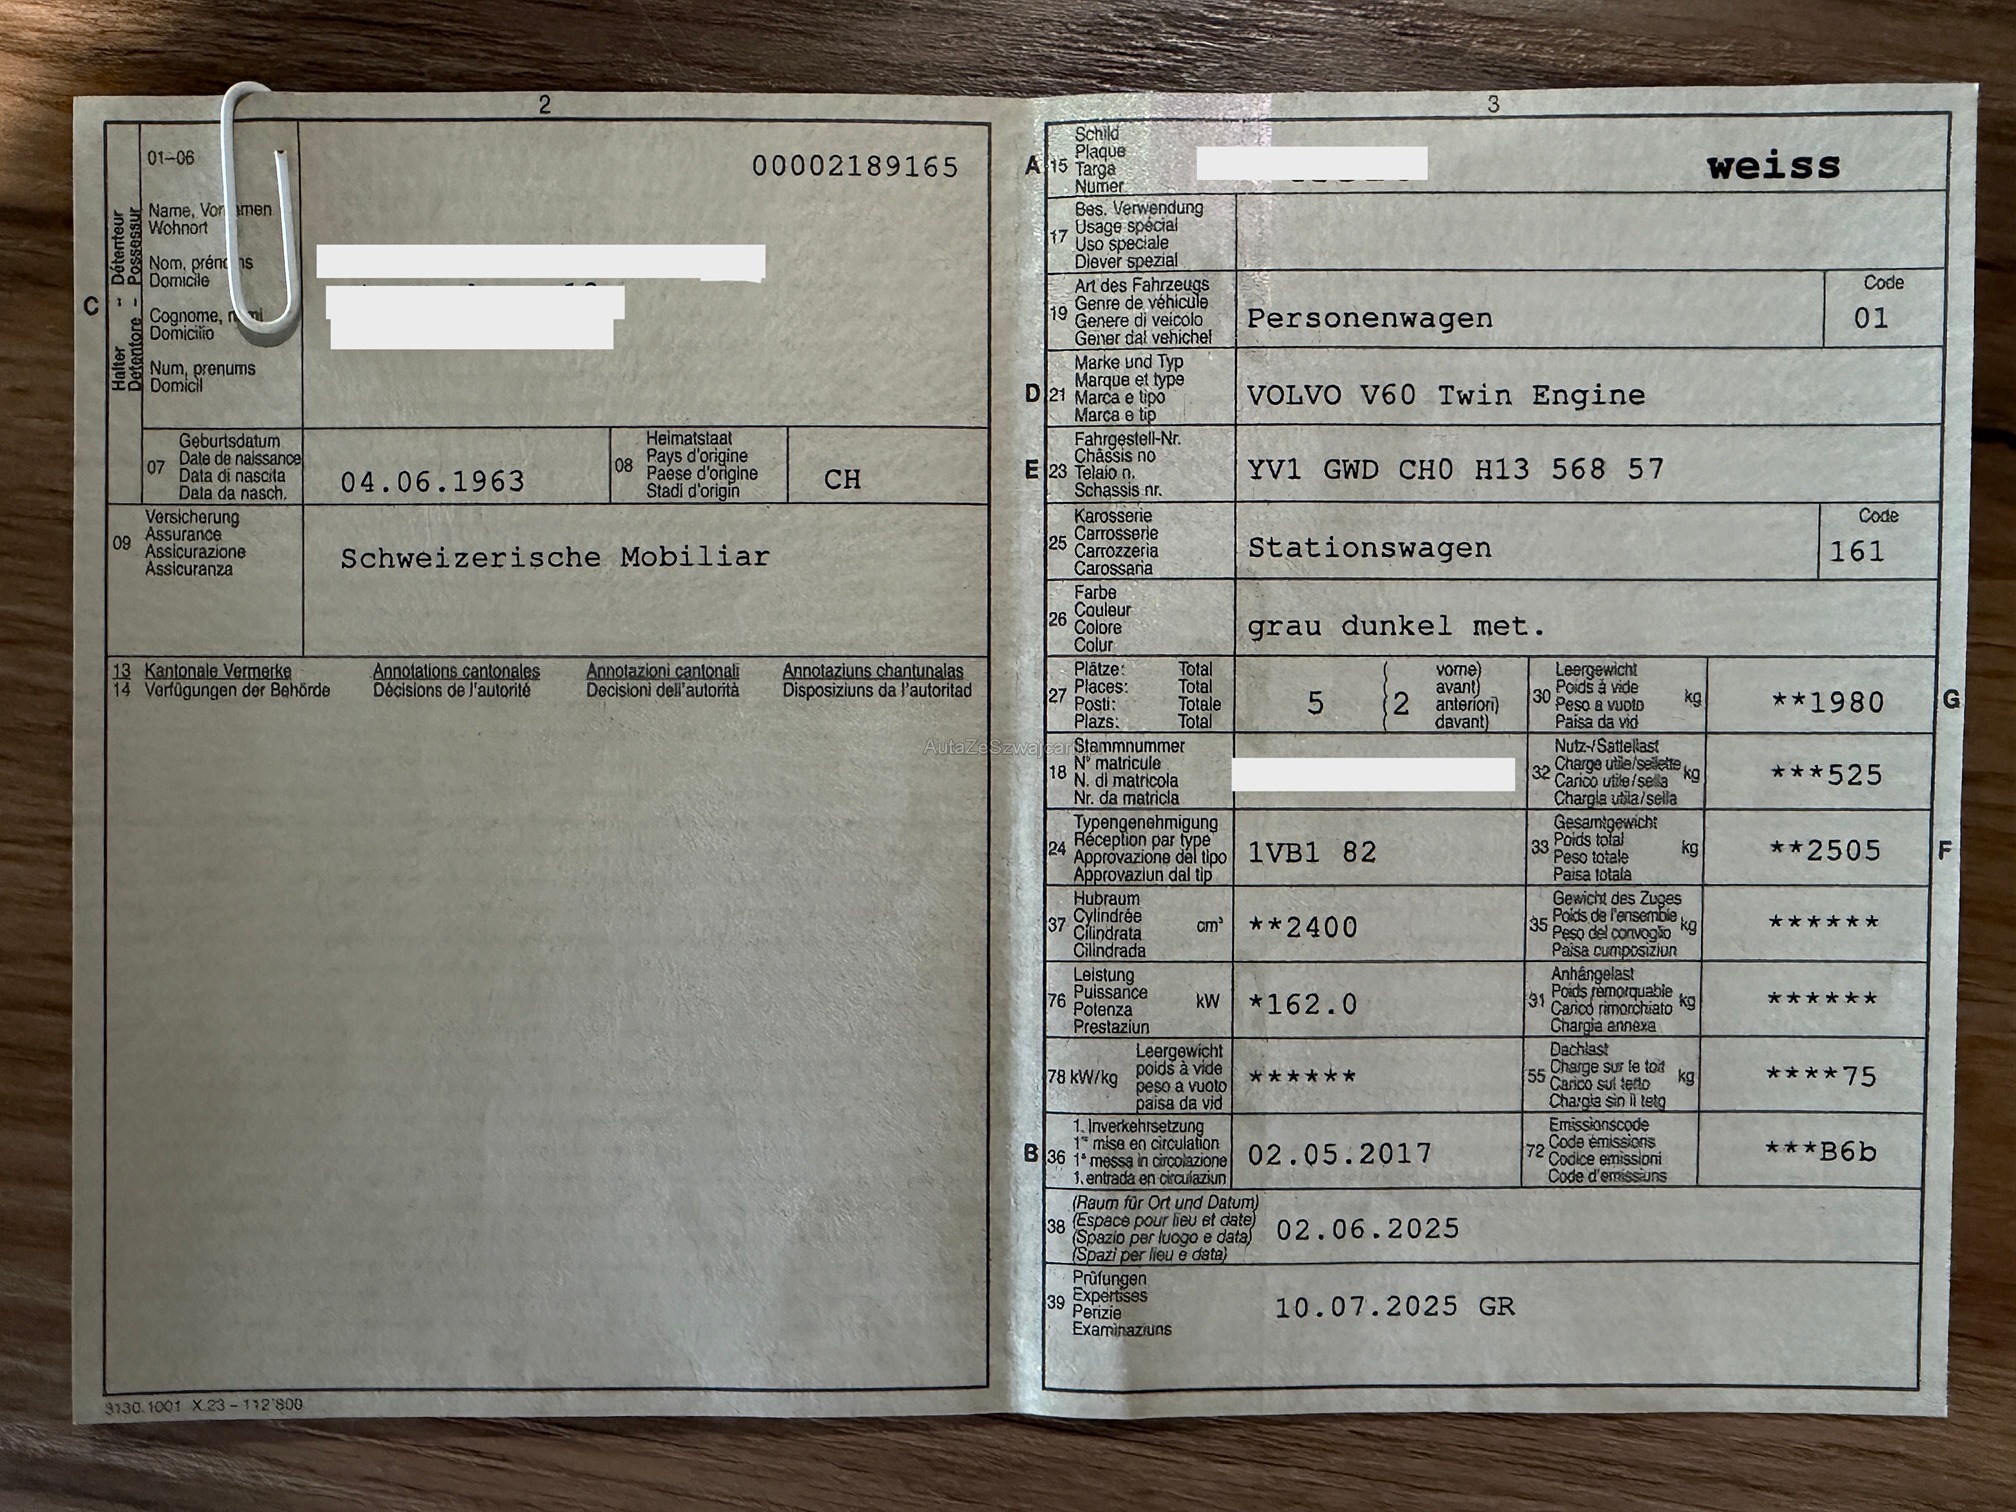 2
01–06
00002189165
Name, Vornamen
Wohnort
Nom, prénoms
Domicile
Cognome, nomi
Domicilio
Num, prenums
Domicil
C
Halter - Détenteur
Detentore - Possessur
07
Geburtsdatum
Date de naissance
Data di nascita
Data da nasch.
04.06.1963
08
Heimatstaat
Pays d'origine
Paese d'origine
Stadi d'origin
CH
09
Versicherung
Assurance
Assicurazione
Assicuranza
Schweizerische Mobiliar
13 Kantonale Vermerke Annotations cantonales Annotazioni cantonali Annotaziuns chantunalas
14 Verfügungen der Behörde Décisions de l'autorité Decisioni dell'autorità Disposiziuns da l'autoritad
8130.1001 X.23 – 112'800
3
A 15
Schild
Plaque
Targa
Numer
weiss
17
Bes. Verwendung
Usage spécial
Uso speciale
Diever spezial
19
Art des Fahrzeugs
Genre de véhicule
Genere di veicolo
Gener dal vehichel
Personenwagen
Code
01
D 21
Marke und Typ
Marque et type
Marca e tipo
Marca e tip
VOLVO V60 Twin Engine
E 23
Fahrgestell-Nr.
Châssis no
Telaio n.
Schassis nr.
YV1 GWD CH0 H13 568 57
25
Karosserie
Carrosserie
Carrozzeria
Carossaria
Stationswagen
Code
161
26
Farbe
Couleur
Colore
Colur
grau dunkel met.
27
Plätze: Total
Places: Total
Posti: Totale
Plazs: Total
5 ( 2
vorne)
avant)
anteriori)
davant)
30
Leergewicht
Poids à vide
Peso a vuoto
Paisa da vid
kg
**1980
G
AutaZeSzwajcar
18
Stammnummer
N° matricule
N. di matricola
Nr. da matricla
32
Nutz-/Sattellast
Charge utile/sellette
Carico utile/sella
Chargia utila/sella
kg
***525
24
Typengenehmigung
Réception par type
Approvazione del tipo
Approvaziun dal tip
1VB1 82
33
Gesamtgewicht
Poids total
Peso totale
Paisa totala
kg
**2505
F
37
Hubraum
Cylindrée
Cilindrata
Cilindrada
cm³
**2400
35
Gewicht des Zuges
Poids de l'ensemble
Peso del convoglio
Paisa cumposiziun
kg
******
76
Leistung
Puissance
Potenza
Prestaziun
kW
*162.0
31
Anhängelast
Poids remorquable
Carico rimorchiato
Chargia annexa
kg
******
78 kW/kg
Leergewicht
poids à vide
peso a vuoto
paisa da vid
******
55
Dachlast
Charge sur le toit
Carico sul tetto
Chargia sin il tetg
kg
****75
B 36
1. Inverkehrsetzung
1re mise en circulation
1a messa in circolazione
1. entrada en circulaziun
02.05.2017
72
Emissionscode
Code émissions
Codice emissioni
Code d'emissiuns
***B6b
38
(Raum für Ort und Datum)
(Espace pour lieu et date)
(Spazio per luogo e data)
(Spazi per lieu e data)
02.06.2025
39
Prüfungen
Expertises
Perizie
Examinaziuns
10.07.2025 GR